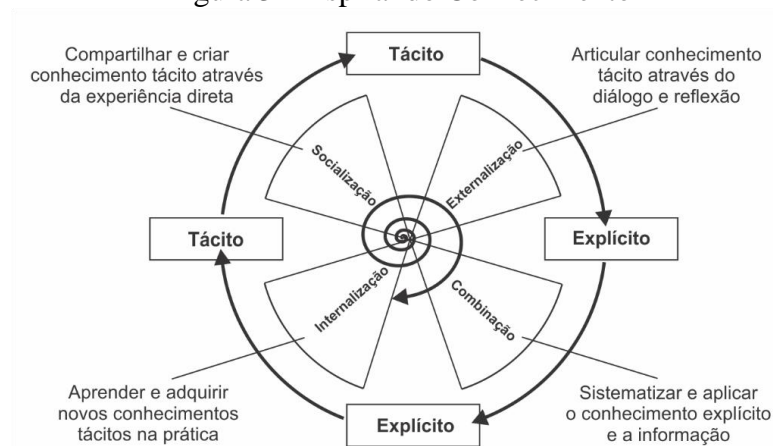 Compartilhar e criar
conhecimento tácito através
da experiência direta
Tácito
Articular conhecimento
tácito através do
diálogo e reflexão
Socialização
Externalização
Tácito
Explícito
Internalização
Combinação
Aprender e adquirir
novos conhecimentos
tácitos na prática
Explícito
Sistematizar e aplicar
o conhecimento explícito
e a informação